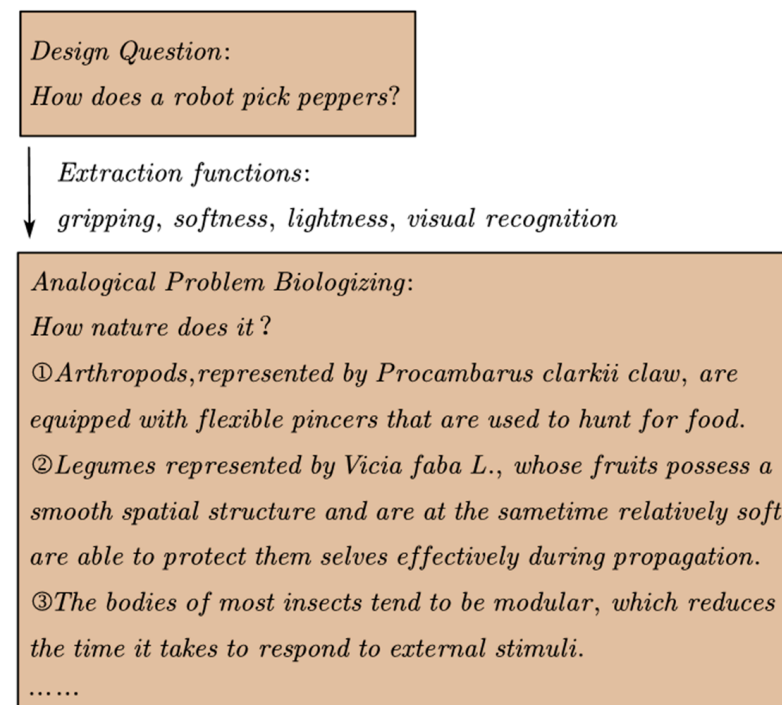 Design Question:
How does a robot pick peppers?
Extraction functions:
gripping, softness, lightness, visual recognition
Analogical Problem Biologizing:
How nature does it?
①Arthropods,represented by Procambarus clarkii claw, are
equipped with flexible pincers that are used to hunt for food.
②Legumes represented by Vicia faba L., whose fruits possess a
smooth spatial structure and are at the sametime relatively soft
are able to protect them selves effectively during propagation.
③The bodies of most insects tend to be modular, which reduces
the time it takes to respond to external stimuli.
……